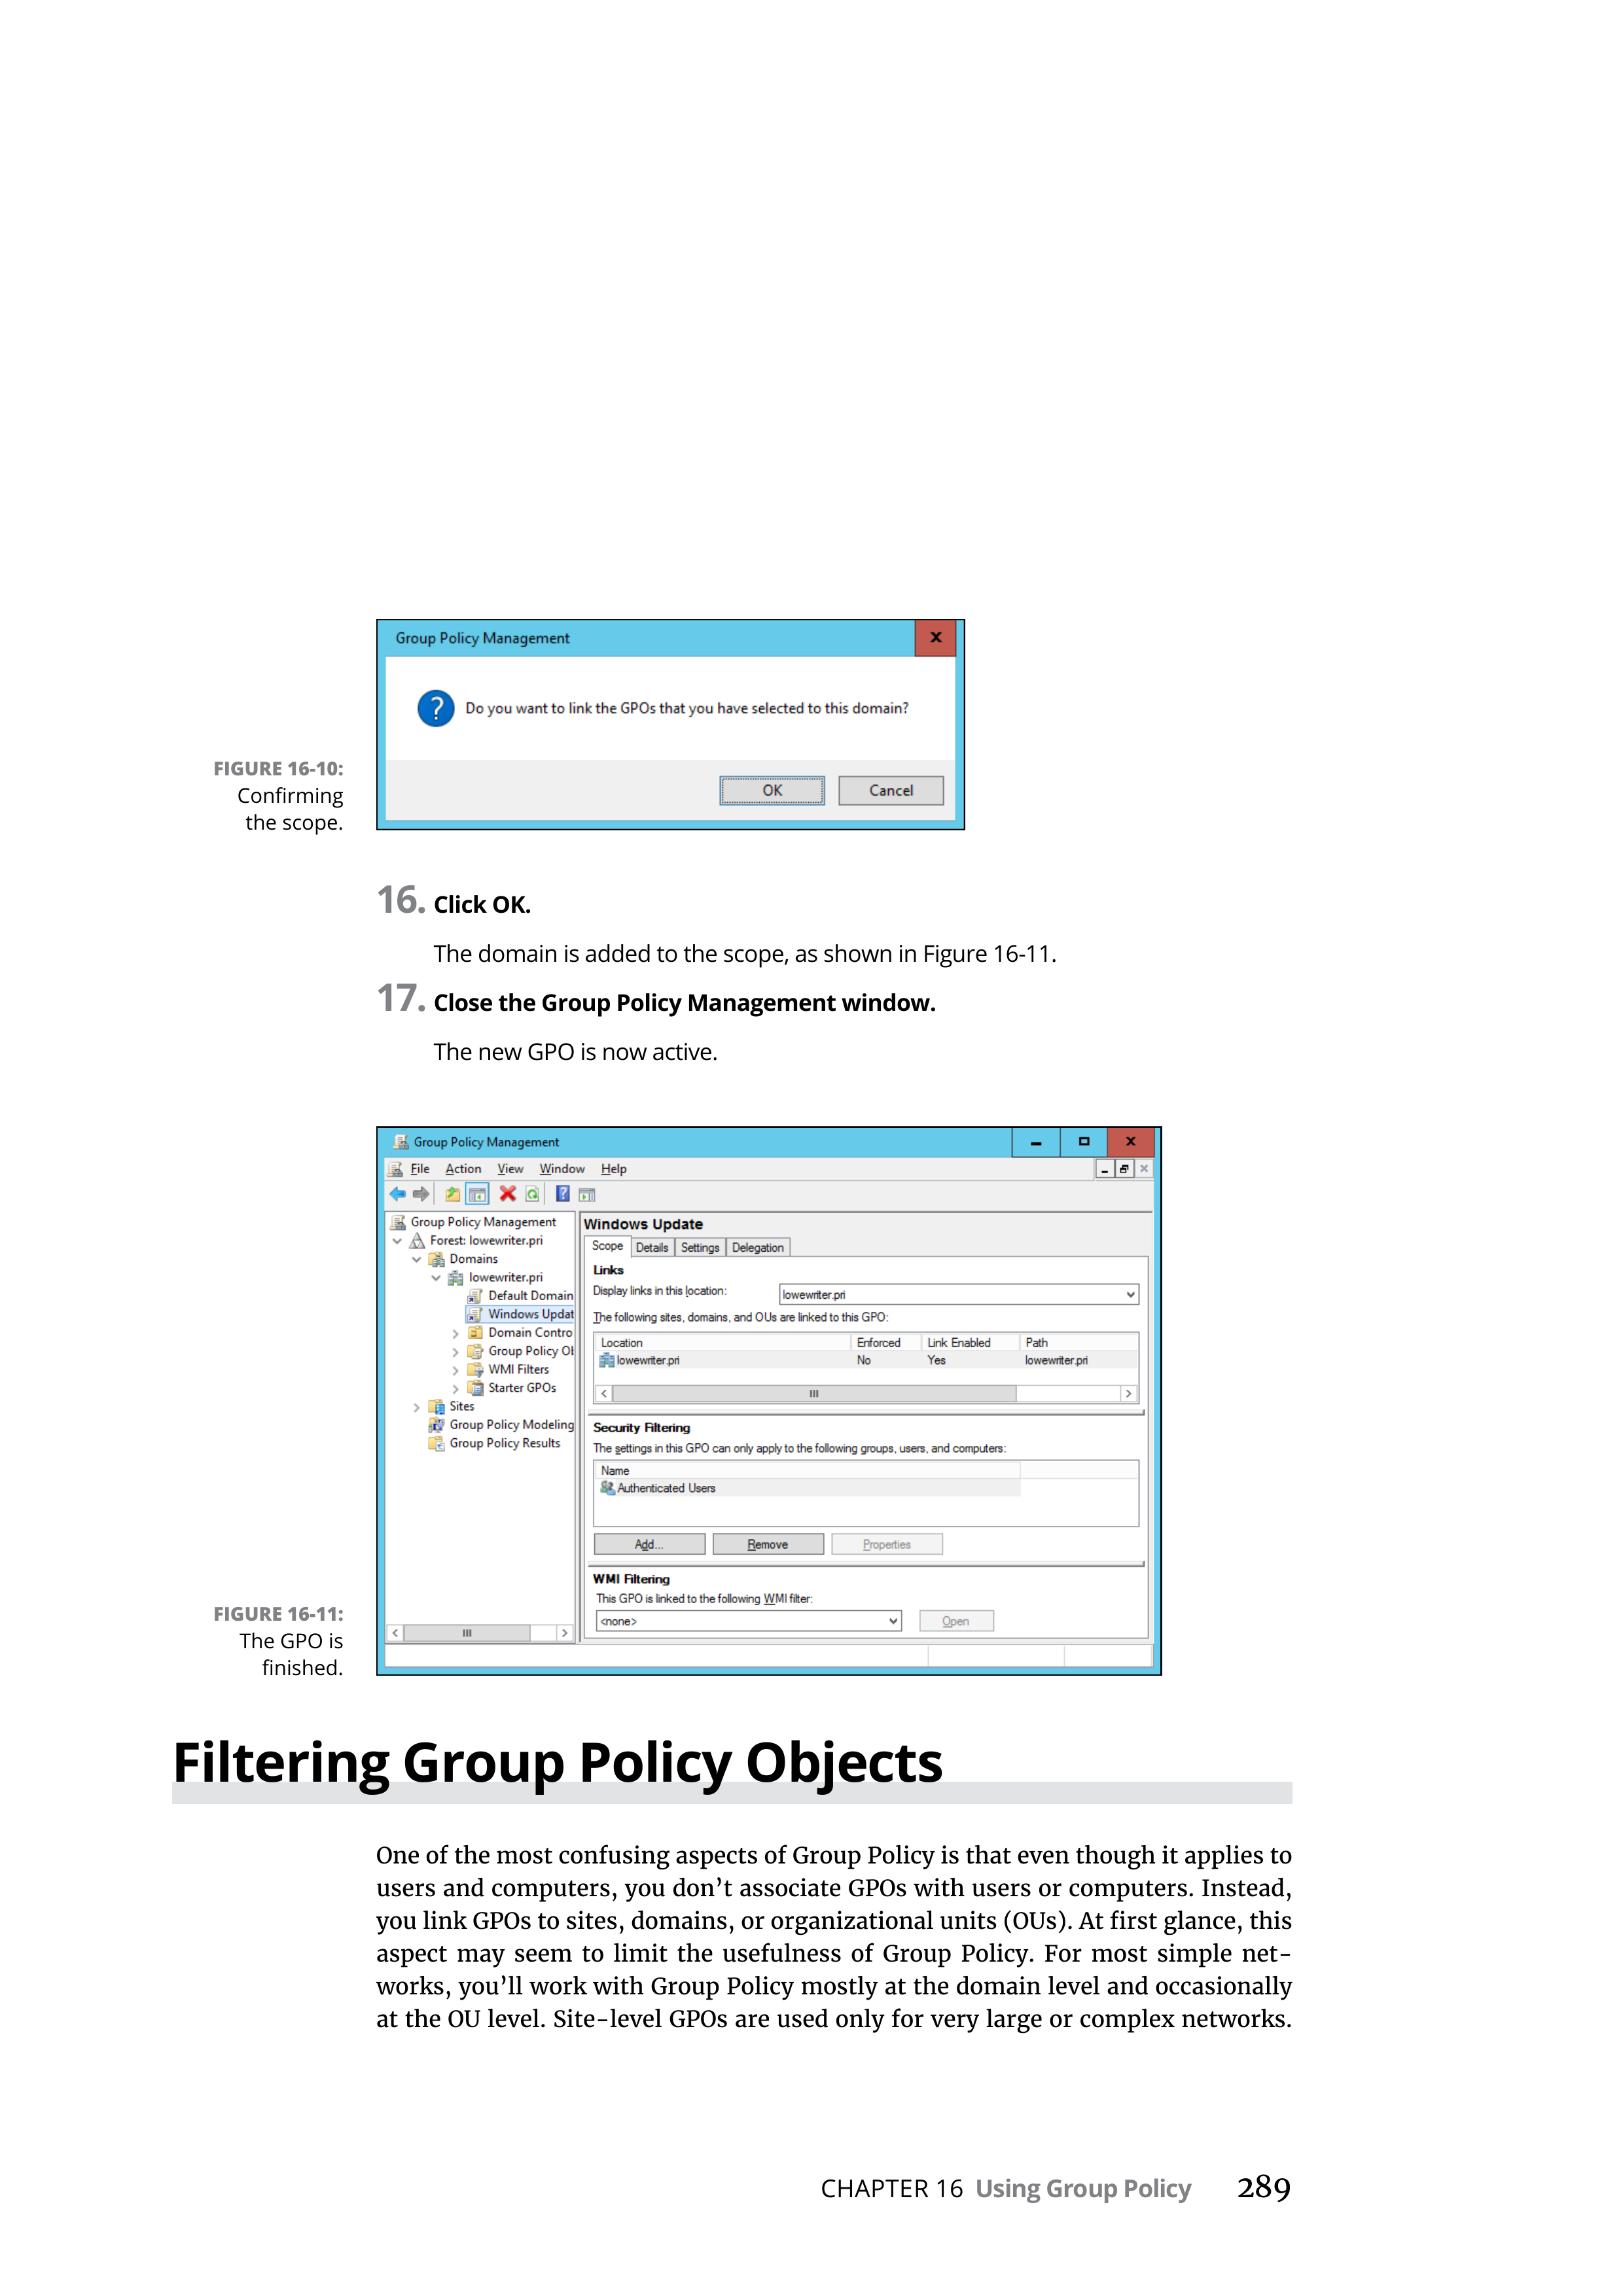 Group Policy Management
Do you want to link the GPOs that you have selected to this domain?
OK Cancel
FIGURE 16-10:
Confirming
the scope.
16. Click OK.
The domain is added to the scope, as shown in Figure 16-11.
17. Close the Group Policy Management window.
The new GPO is now active.
Group Policy Management
File Action View Window Help
Group Policy Management
Forest: lowewriter.pri
Domains
lowewriter.pri
Default Domain
Windows Updat
Domain Contro
Group Policy Ol
WMI Filters
Starter GPOs
Sites
Group Policy Modeling
Group Policy Results
Windows Update
Scope Details Settings Delegation
Links
Display links in this location: lowewriter.pri
The following sites, domains, and OUs are linked to this GPO:
Location Enforced Link Enabled Path
lowewriter.pri No Yes lowewriter.pri
Security Filtering
The settings in this GPO can only apply to the following groups, users, and computers:
Name
Authenticated Users
Add... Remove Properties
WMI Filtering
This GPO is linked to the following WMI filter:
<none> Open
FIGURE 16-11:
The GPO is
finished.
Filtering Group Policy Objects
One of the most confusing aspects of Group Policy is that even though it applies to
users and computers, you don’t associate GPOs with users or computers. Instead,
you link GPOs to sites, domains, or organizational units (OUs). At first glance, this
aspect may seem to limit the usefulness of Group Policy. For most simple net-
works, you’ll work with Group Policy mostly at the domain level and occasionally
at the OU level. Site-level GPOs are used only for very large or complex networks.
CHAPTER 16 Using Group Policy 289